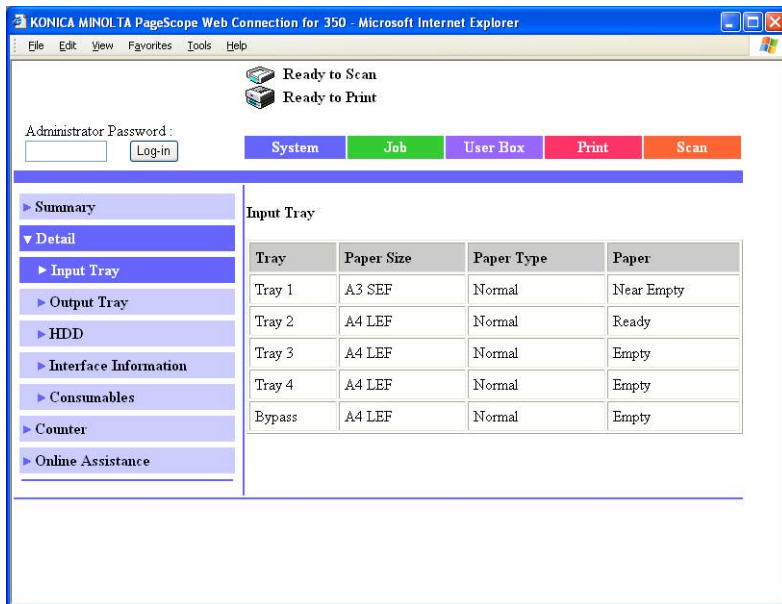 KONICA MINOLTA PageScope Web Connection for 350 - Microsoft Internet Explorer
File Edit View Favorites Tools Help
Ready to Scan
Ready to Print
Administrator Password :
Log-in
System Job User Box Print Scan
Summary
Detail
Input Tray
Output Tray
HDD
Interface Information
Consumables
Counter
Online Assistance
Input Tray
Tray Paper Size Paper Type Paper
Tray 1 A3 SEF Normal Near Empty
Tray 2 A4 LEF Normal Ready
Tray 3 A4 LEF Normal Empty
Tray 4 A4 LEF Normal Empty
Bypass A4 LEF Normal Empty